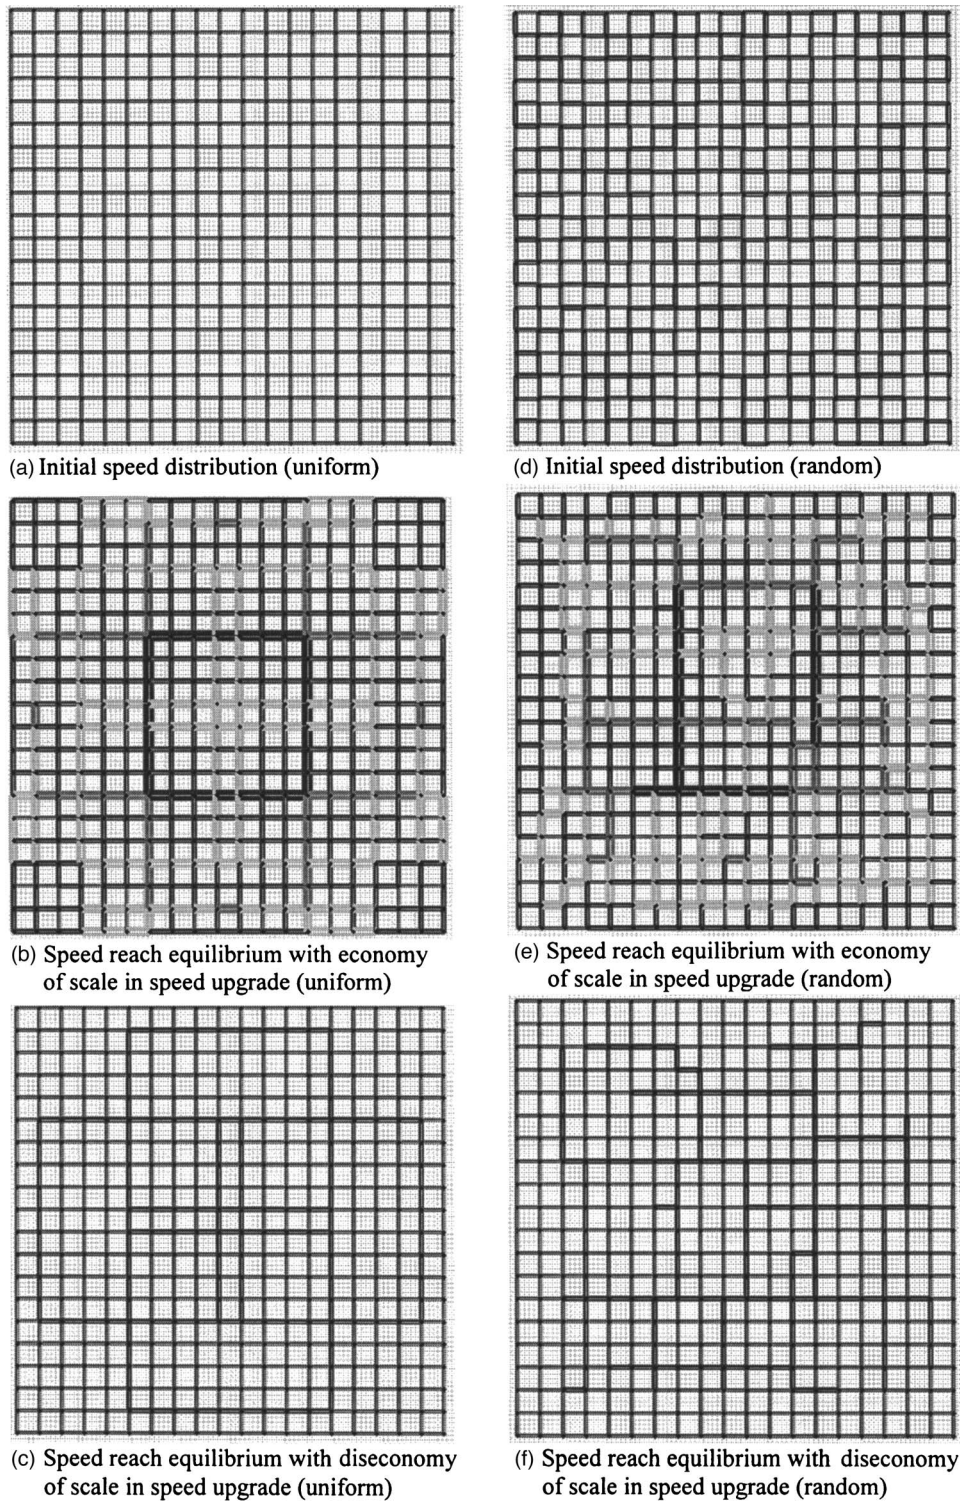 (a) Initial speed distribution (uniform)
(d) Initial speed distribution (random)
(b) Speed reach equilibrium with economy
of scale in speed upgrade (uniform)
(e) Speed reach equilibrium with economy
of scale in speed upgrade (random)
(c) Speed reach equilibrium with diseconomy
of scale in speed upgrade (uniform)
(f) Speed reach equilibrium with diseconomy
of scale in speed upgrade (random)